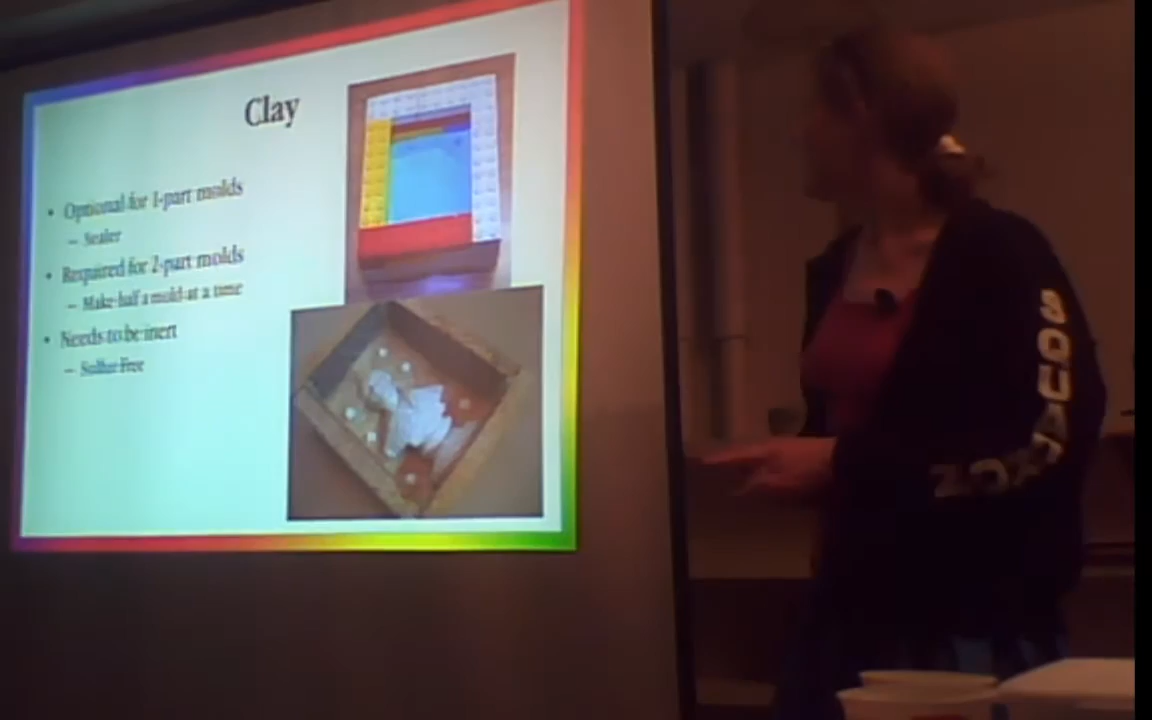 Clay
• Optional for 1-part molds
– Sealer
• Required for 2-part molds
– Make half a mold at a time
• Needs to be inert
– Sulfur Free
SQUAD